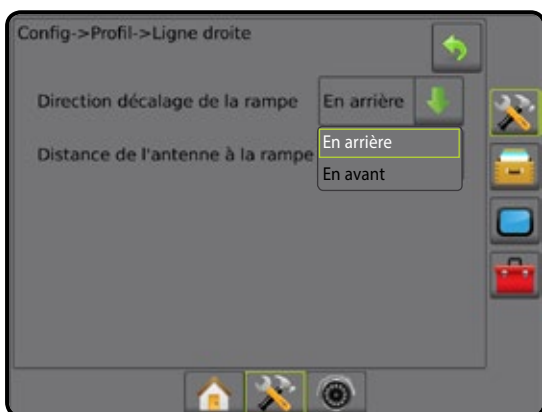 Config->Profil->Ligne droite
Direction décalage de la rampe
En arrière
Distance de l'antenne à la rampe
En arrière
En avant